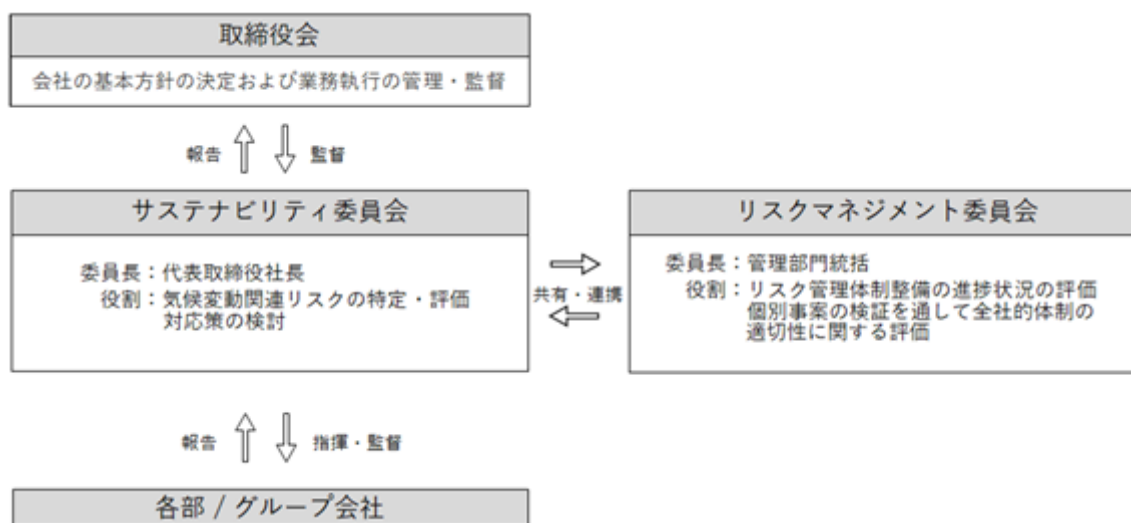 取締役会
会社の基本方針の決定および業務執行の管理・監督
報告 監督
サステナビリティ委員会
委員長：代表取締役社長
役割：気候変動関連リスクの特定・評価
対応策の検討
共有・連携
リスクマネジメント委員会
委員長：管理部門統括
役割：リスク管理体制整備の進捗状況の評価
個別事案の検証を通して全社的体制の
適切性に関する評価
報告 指揮・監督
各部 / グループ会社